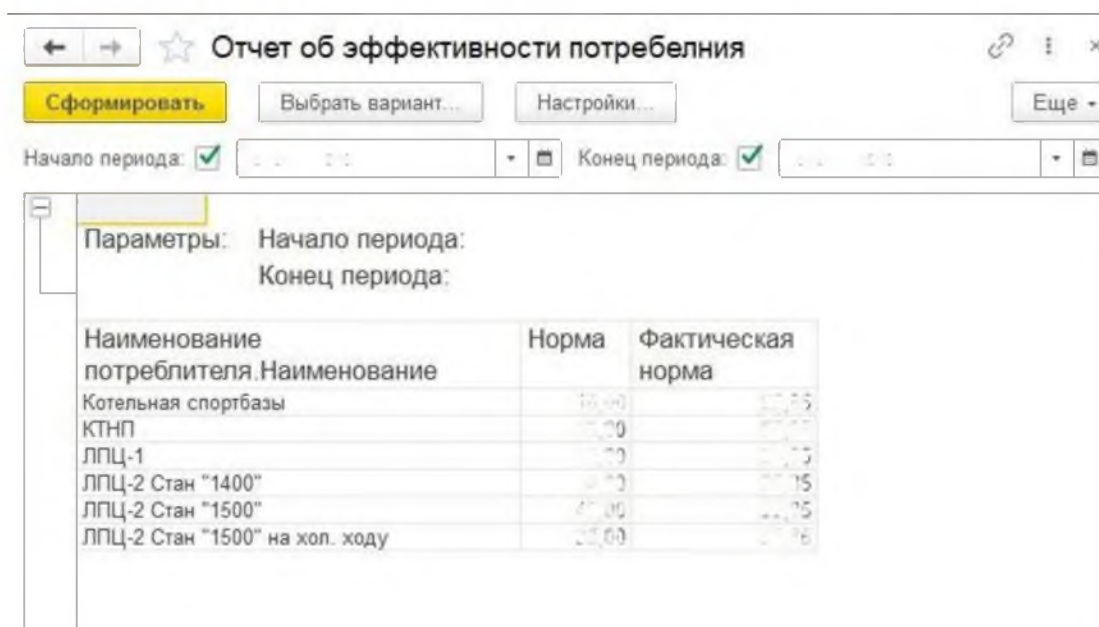 Отчет об эффективности потребелния
Сформировать Выбрать вариант... Настройки... Еще
Начало периода: Конец периода:
Параметры: Начало периода:
Конец периода:
Наименование Норма Фактическая
потреблителя.Наименование норма
Котельная спортбазы
КТНП
ЛПЦ-1
ЛПЦ-2 Стан "1400"
ЛПЦ-2 Стан "1500"
ЛПЦ-2 Стан "1500" на хол. ходу